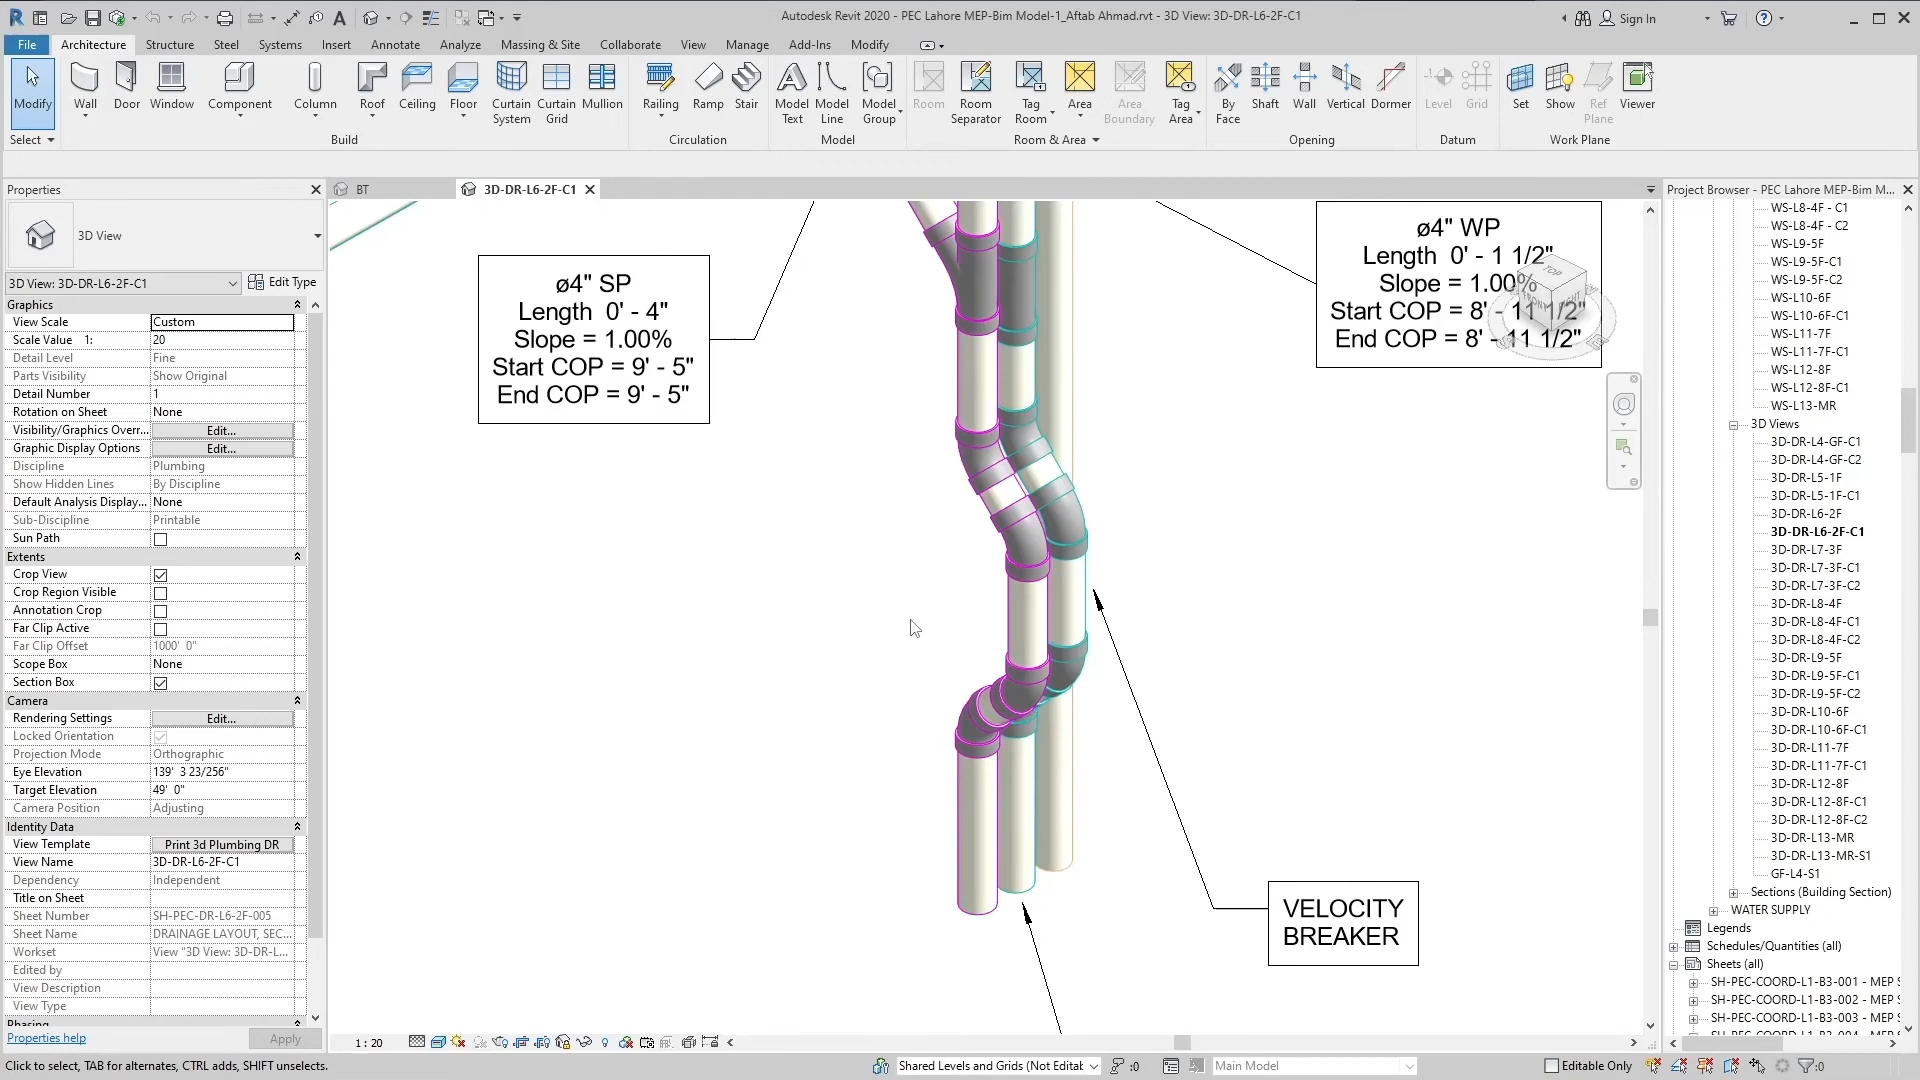 Autodesk Revit 2020 - PEC Lahore MEP-Bim Model-1_Aftab Ahmad.rvt - 3D View: 3D-DR-L6-2F-C1
Sign In
File Architecture Structure Steel Systems Insert Annotate Analyze Massing & Site Collaborate View Manage Add-Ins Modify
Modify Wall Door Window Component Column Roof Ceiling Floor Curtain System Curtain Grid Mullion Railing Ramp Stair Model Text Model Line Model Group Room Room Separator Tag Room Area Area Boundary Tag Area By Face Shaft Wall Vertical Dormer Level Grid Set Show Ref Plane Viewer
Select Build Circulation Model Room & Area Opening Datum Work Plane
Properties
3D View
3D View: 3D-DR-L6-2F-C1
Edit Type
Graphics
View Scale Custom
Scale Value 1: 20
Detail Level Fine
Parts Visibility Show Original
Detail Number 1
Rotation on Sheet None
Visibility/Graphics Overr... Edit...
Graphic Display Options Edit...
Discipline Plumbing
Show Hidden Lines By Discipline
Default Analysis Display... None
Sub-Discipline Printable
Sun Path
Extents
Crop View
Crop Region Visible
Annotation Crop
Far Clip Active
Far Clip Offset 1000' 0"
Scope Box None
Section Box
Camera
Rendering Settings Edit...
Locked Orientation
Projection Mode Orthographic
Eye Elevation 139' 3 23/256"
Target Elevation 49' 0"
Camera Position Adjusting
Identity Data
View Template Print 3d Plumbing DR
View Name 3D-DR-L6-2F-C1
Dependency Independent
Title on Sheet
Sheet Number SH-PEC-DR-L6-2F-005
Sheet Name DRAINAGE LAYOUT, SEC...
Workset View "3D View: 3D-DR-L...
Edited by
View Description
View Type
Phasing
Properties help
Apply
BT
3D-DR-L6-2F-C1
ø4" SP
Length 0' - 4"
Slope = 1.00%
Start COP = 9' - 5"
End COP = 9' - 5"
ø4" WP
Length 0' - 1 1/2"
Slope = 1.00%
Start COP = 8' - 11 1/2"
End COP = 8' - 11 1/2"
TOP
FRONT
RIGHT
VELOCITY
BREAKER
1 : 20
Project Browser - PEC Lahore MEP-Bim M...
WS-L8-4F - C1
WS-L8-4F - C2
WS-L9-5F
WS-L9-5F-C1
WS-L9-5F-C2
WS-L10-6F
WS-L10-6F-C1
WS-L11-7F
WS-L11-7F-C1
WS-L12-8F
WS-L12-8F-C1
WS-L13-MR
3D Views
3D-DR-L4-GF-C1
3D-DR-L4-GF-C2
3D-DR-L5-1F
3D-DR-L5-1F-C1
3D-DR-L6-2F
3D-DR-L6-2F-C1
3D-DR-L7-3F
3D-DR-L7-3F-C1
3D-DR-L7-3F-C2
3D-DR-L8-4F
3D-DR-L8-4F-C1
3D-DR-L8-4F-C2
3D-DR-L9-5F
3D-DR-L9-5F-C1
3D-DR-L9-5F-C2
3D-DR-L10-6F
3D-DR-L10-6F-C1
3D-DR-L11-7F
3D-DR-L11-7F-C1
3D-DR-L12-8F
3D-DR-L12-8F-C1
3D-DR-L12-8F-C2
3D-DR-L13-MR
3D-DR-L13-MR-S1
GF-L4-S1
Sections (Building Section)
WATER SUPPLY
Legends
Schedules/Quantities (all)
Sheets (all)
SH-PEC-COORD-L1-B3-001 - MEP S
SH-PEC-COORD-L1-B3-002 - MEP S
SH-PEC-COORD-L1-B3-003 - MEP S
SH-PEC-COORD-L1-B3-004 - MEP S
Click to select, TAB for alternates, CTRL adds, SHIFT unselects.
Shared Levels and Grids (Not Editab
:0
Main Model
Editable Only
:0